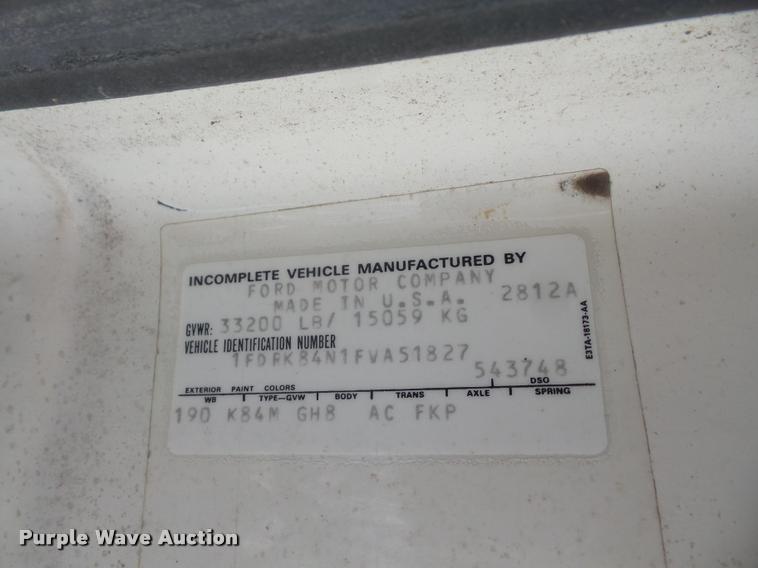 INCOMPLETE VEHICLE MANUFACTURED BY
FORD MOTOR COMPANY
MADE IN U.S.A. 2812A
GVWR: 33200 LB/ 15059 KG
VEHICLE IDENTIFICATION NUMBER
1FDPK84N1FVA51827
543748
EXTERIOR PAINT COLORS DSO
WB TYPE—GVW BODY TRANS AXLE SPRING
190 K84M GH8 AC FKP
E3TA-18173-AA
Purple Wave Auction